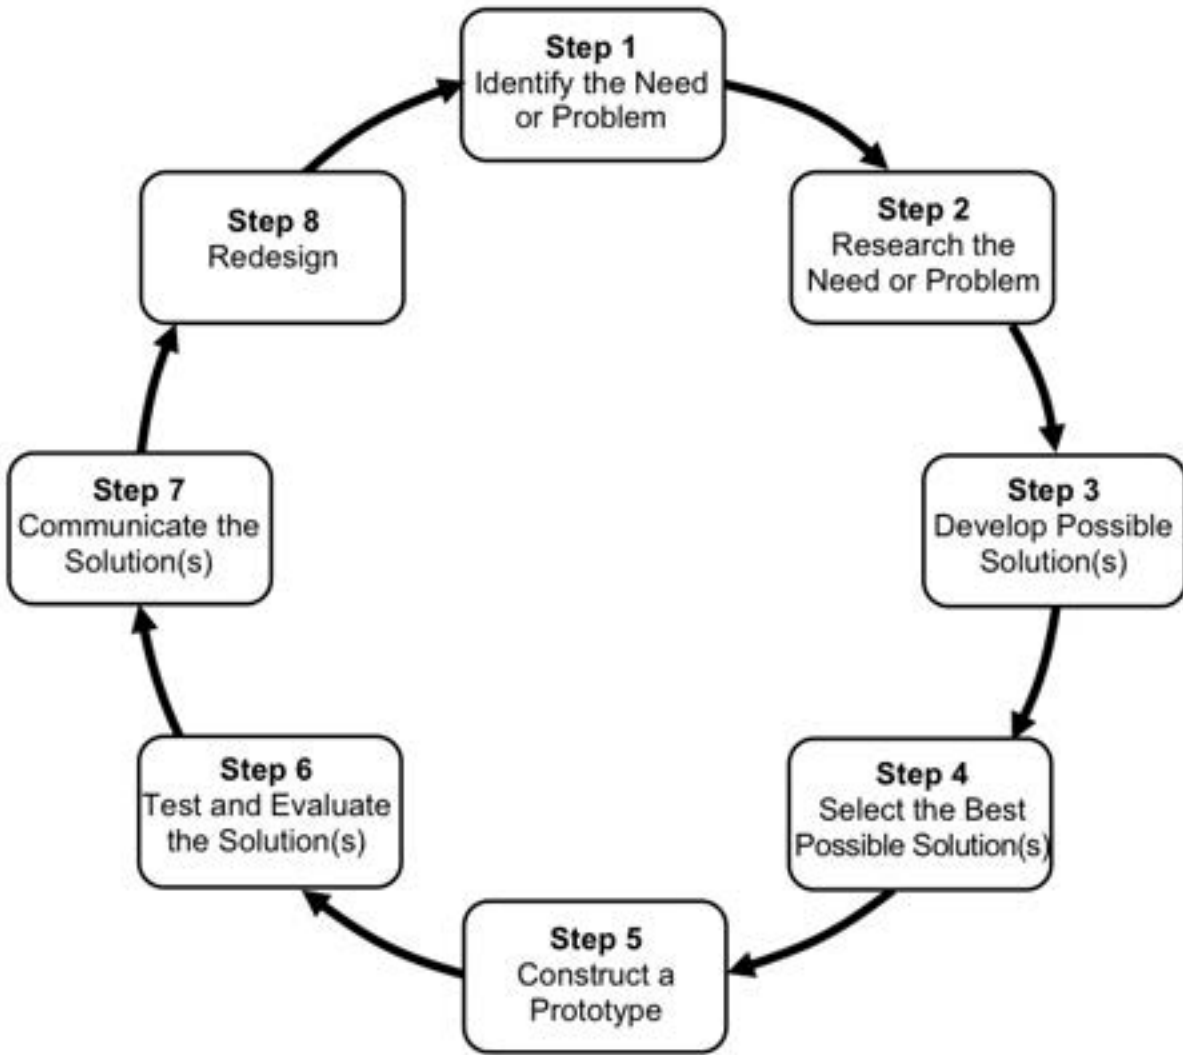 Step 1
Identify the Need
or Problem
Step 2
Research the
Need or Problem
Step 3
Develop Possible
Solution(s)
Step 4
Select the Best
Possible Solution(s)
Step 5
Construct a
Prototype
Step 6
Test and Evaluate
the Solution(s)
Step 7
Communicate the
Solution(s)
Step 8
Redesign